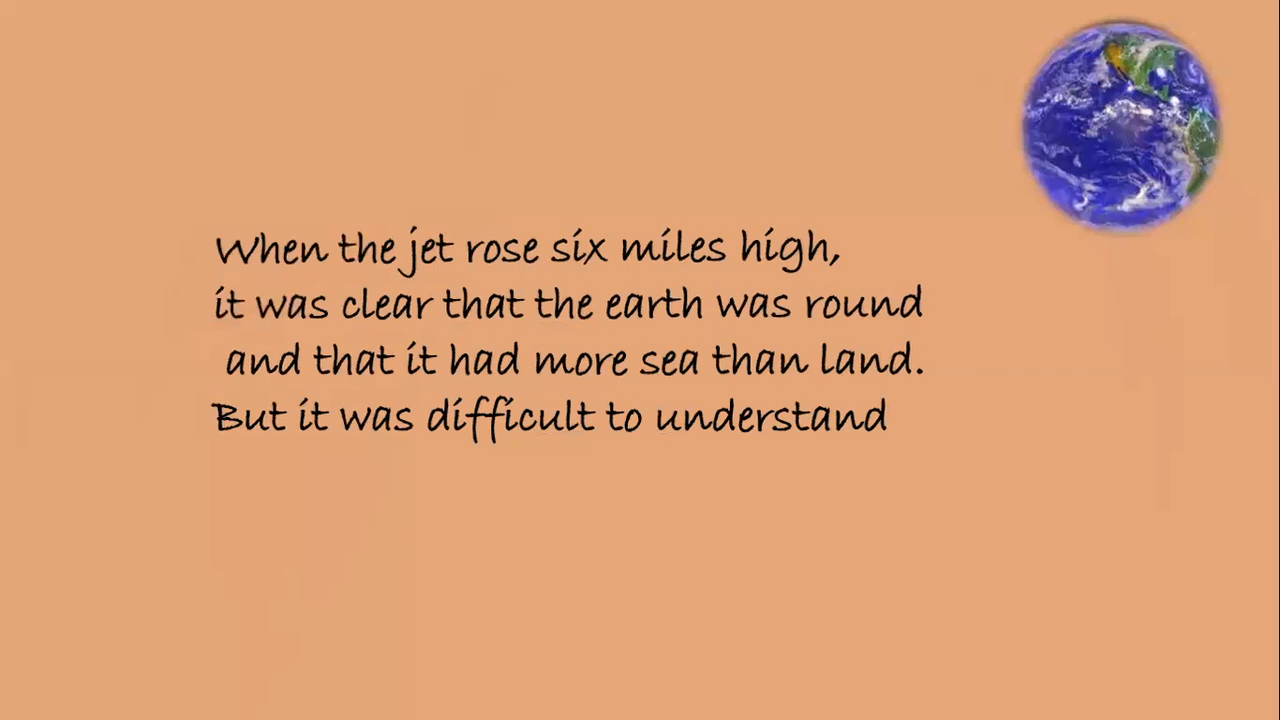 When the jet rose six miles high,
it was clear that the earth was round
and that it had more sea than land.
But it was difficult to understand